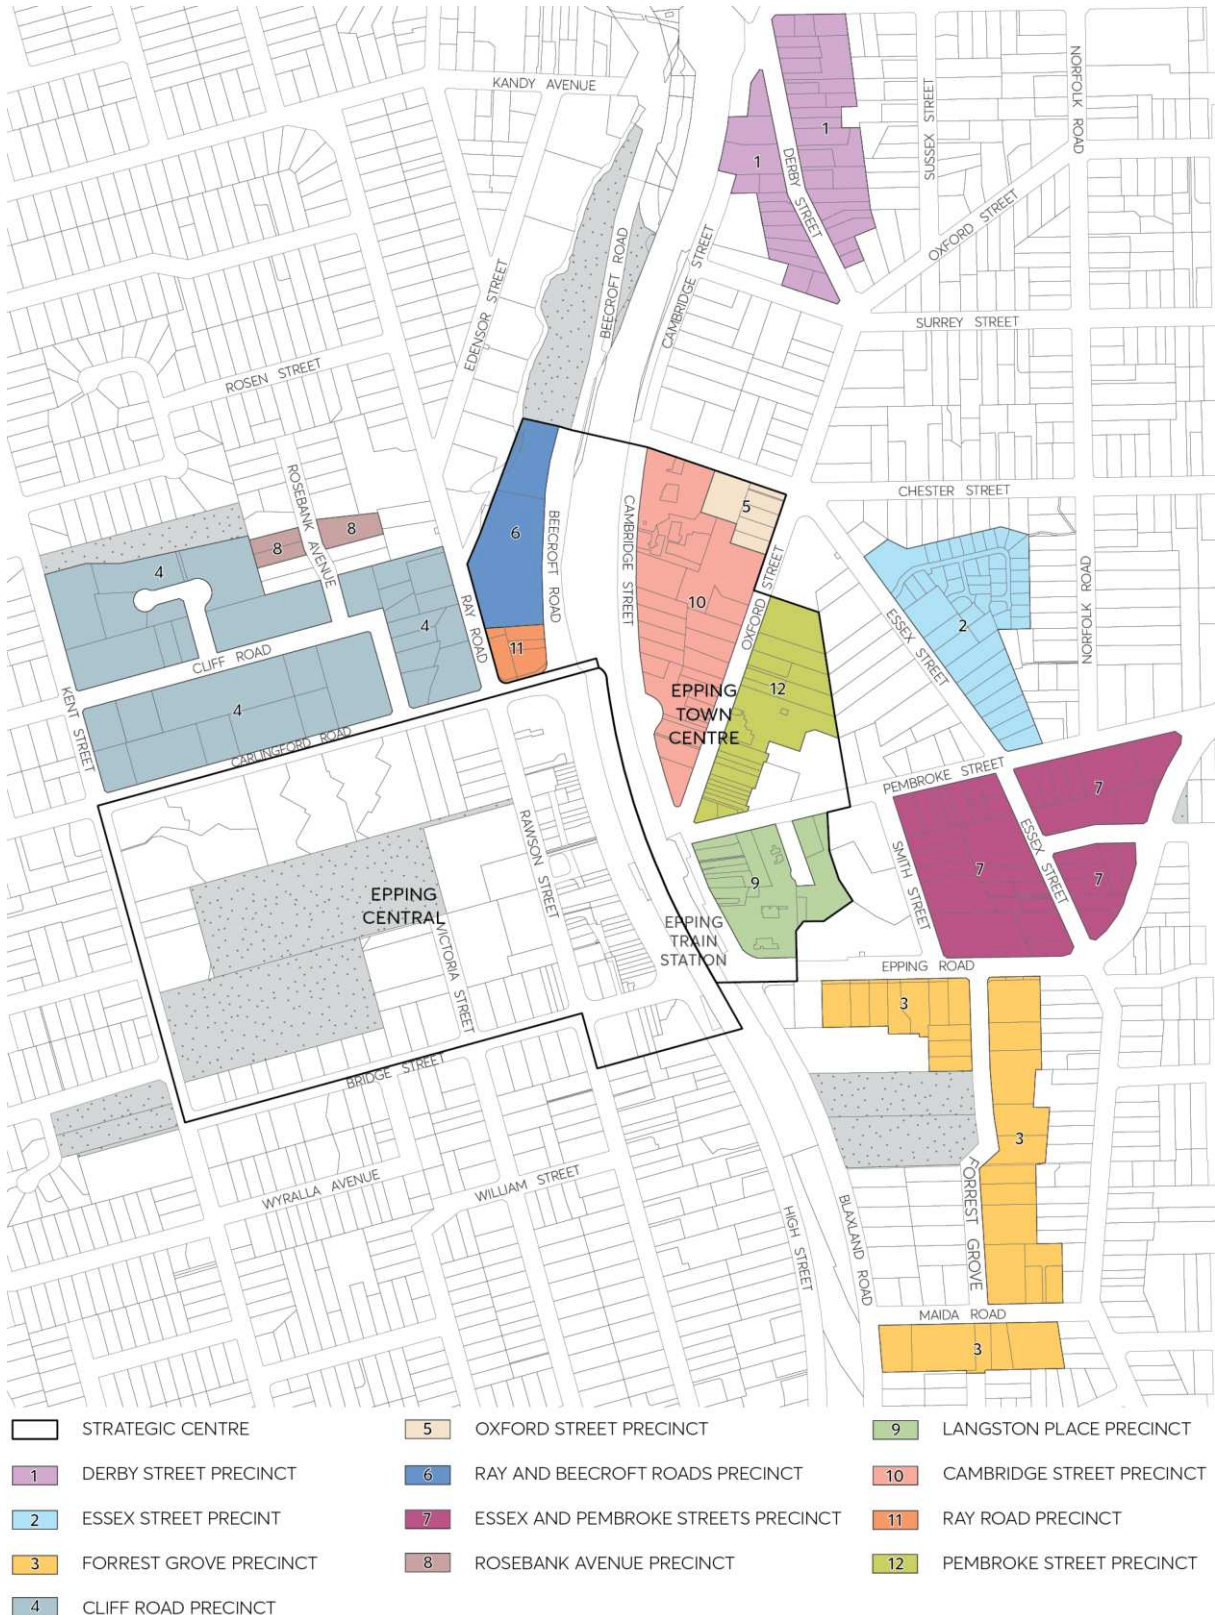 KANDY AVENUE
NORFOLK ROAD
SUSSEX STREET
1
1
DERBY STREET
OXFORD STREET
BEECROFT ROAD
CAMBRIDGE STREET
EDENSOR STREET
SURREY STREET
ROSEN STREET
ROSEBANK AVENUE
CHESTER STREET
5
CAMBRIDGE STREET
BEECROFT ROAD
6
8
8
4
NORFOLK ROAD
OXFORD STREET
10
ESSEX STREET
2
RAY ROAD
4
11
CLIFF ROAD
KENT STREET
4
CARLINGFORD ROAD
EPPING
TOWN
CENTRE
12
PEMBROKE STREET
7
RAWSON STREET
ESSEX STREET
SMITH STREET
7
7
9
EPPING
CENTRAL
VICTORIA STREET
EPPING
TRAIN
STATION
EPPING ROAD
3
BRIDGE STREET
3
WYRALLA AVENUE
WILLIAM STREET
HIGH STREET
BLAXLAND ROAD
FORREST GROVE
MAIDA ROAD
3
STRATEGIC CENTRE
1 DERBY STREET PRECINCT
2 ESSEX STREET PRECINT
3 FORREST GROVE PRECINCT
4 CLIFF ROAD PRECINCT
5 OXFORD STREET PRECINCT
6 RAY AND BEECROFT ROADS PRECINCT
7 ESSEX AND PEMBROKE STREETS PRECINCT
8 ROSEBANK AVENUE PRECINCT
9 LANGSTON PLACE PRECINCT
10 CAMBRIDGE STREET PRECINCT
11 RAY ROAD PRECINCT
12 PEMBROKE STREET PRECINCT